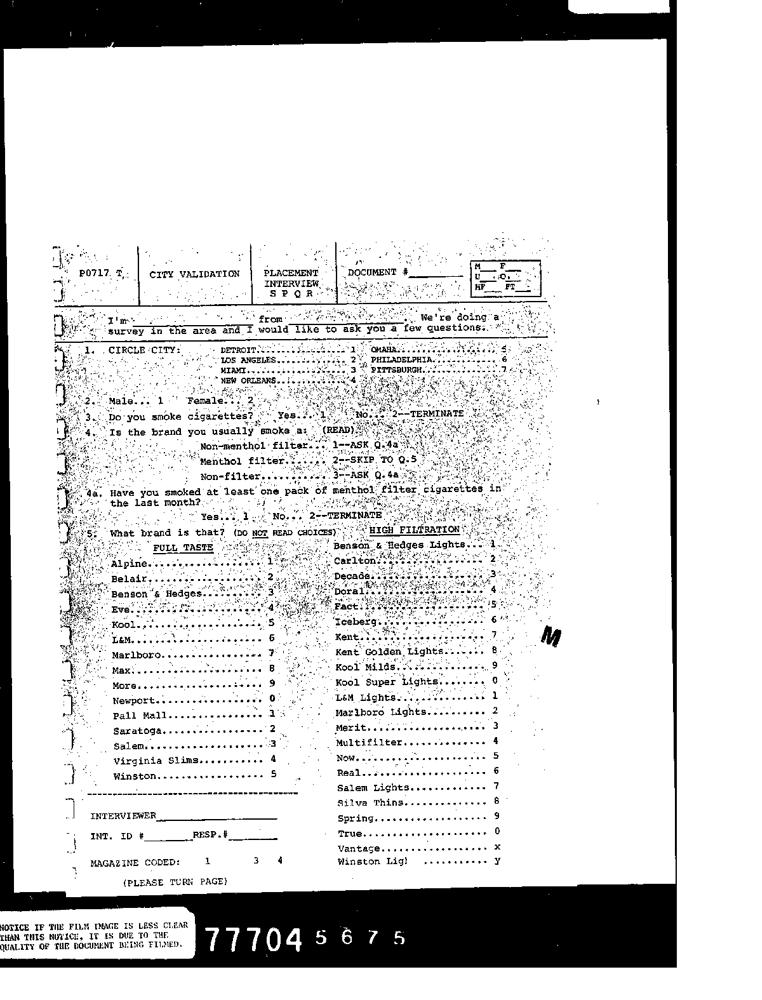 P0717 T. CITY VALIDATION PLACEMENT INTERVIEW S P Q R DOCUMENT #________ M__ F__ U__ O.__ HF__ FT__
I'm from . We're doing a
survey in the area and I would like to ask you a few questions.
1. CIRCLE CITY: DETROIT................ 1 OMAHA................ 5
LOS ANGELES............ 2 PHILADELPHIA........... 6
MIAMI.................. 3 PITTSBURGH............. 7
NEW ORLEANS............ 4
2. Male... 1 Female... 2
3. Do you smoke cigarettes? Yes... 1 No... 2--TERMINATE
4. Is the brand you usually smoke a: (READ)
Non-menthol filter... 1--ASK Q.4a
Menthol filter....... 2--SKIP TO Q.5
Non-filter........... 3--ASK Q.4a
4a. Have you smoked at least one pack of menthol filter cigarettes in
the last month?
Yes... 1 No... 2--TERMINATE
5. What brand is that? (DO NOT READ CHOICES)
FULL TASTE
Alpine.................. 1
Belair.................. 2
Benson & Hedges......... 3
Eve..................... 4
Kool.................... 5
L&M..................... 6
Marlboro................ 7
Max..................... 8
More.................... 9
Newport................. 0
Pall Mall............... 1
Saratoga................ 2
Salem................... 3
Virginia Slims.......... 4
Winston................. 5
HIGH FILTRATION
Benson & Hedges Lights... 1
Carlton................. 2
Decade.................. 3
Doral................... 4
Fact.................... 5
Iceberg................. 6
Kent.................... 7
Kent Golden Lights...... 8
Kool Milds.............. 9
Kool Super Lights....... 0
L&M Lights.............. 1
Marlboro Lights......... 2
Merit................... 3
Multifilter............. 4
Now..................... 5
Real.................... 6
Salem Lights............ 7
Silva Thins............. 8
Spring.................. 9
True.................... 0
Vantage................. x
Winston Lig! ........... y
INTERVIEWER____________________
INT. ID #________RESP.#________
MAGAZINE CODED: 1 3 4
(PLEASE TURN PAGE)
M
NOTICE IF THE FILM IMAGE IS LESS CLEAR
THAN THIS NOTICE, IT IS DUE TO THE
QUALITY OF THE DOCUMENT BEING FILMED.
77704 5675